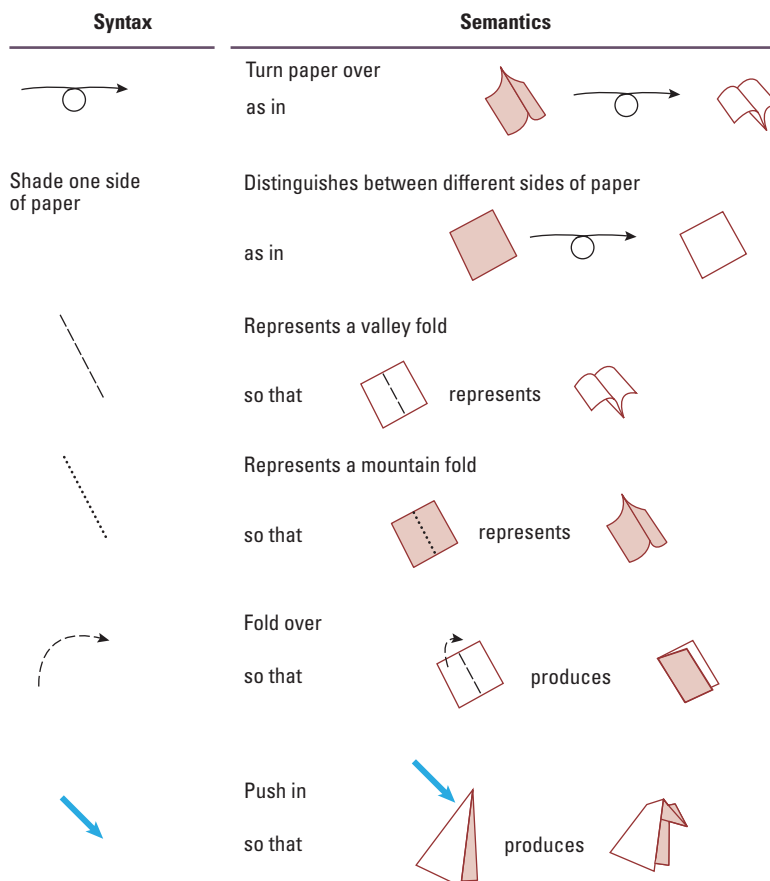 Syntax
Semantics
Turn paper over
as in
Shade one side
of paper
Distinguishes between different sides of paper
as in
Represents a valley fold
so that
represents
Represents a mountain fold
so that
represents
Fold over
so that
produces
Push in
so that
produces